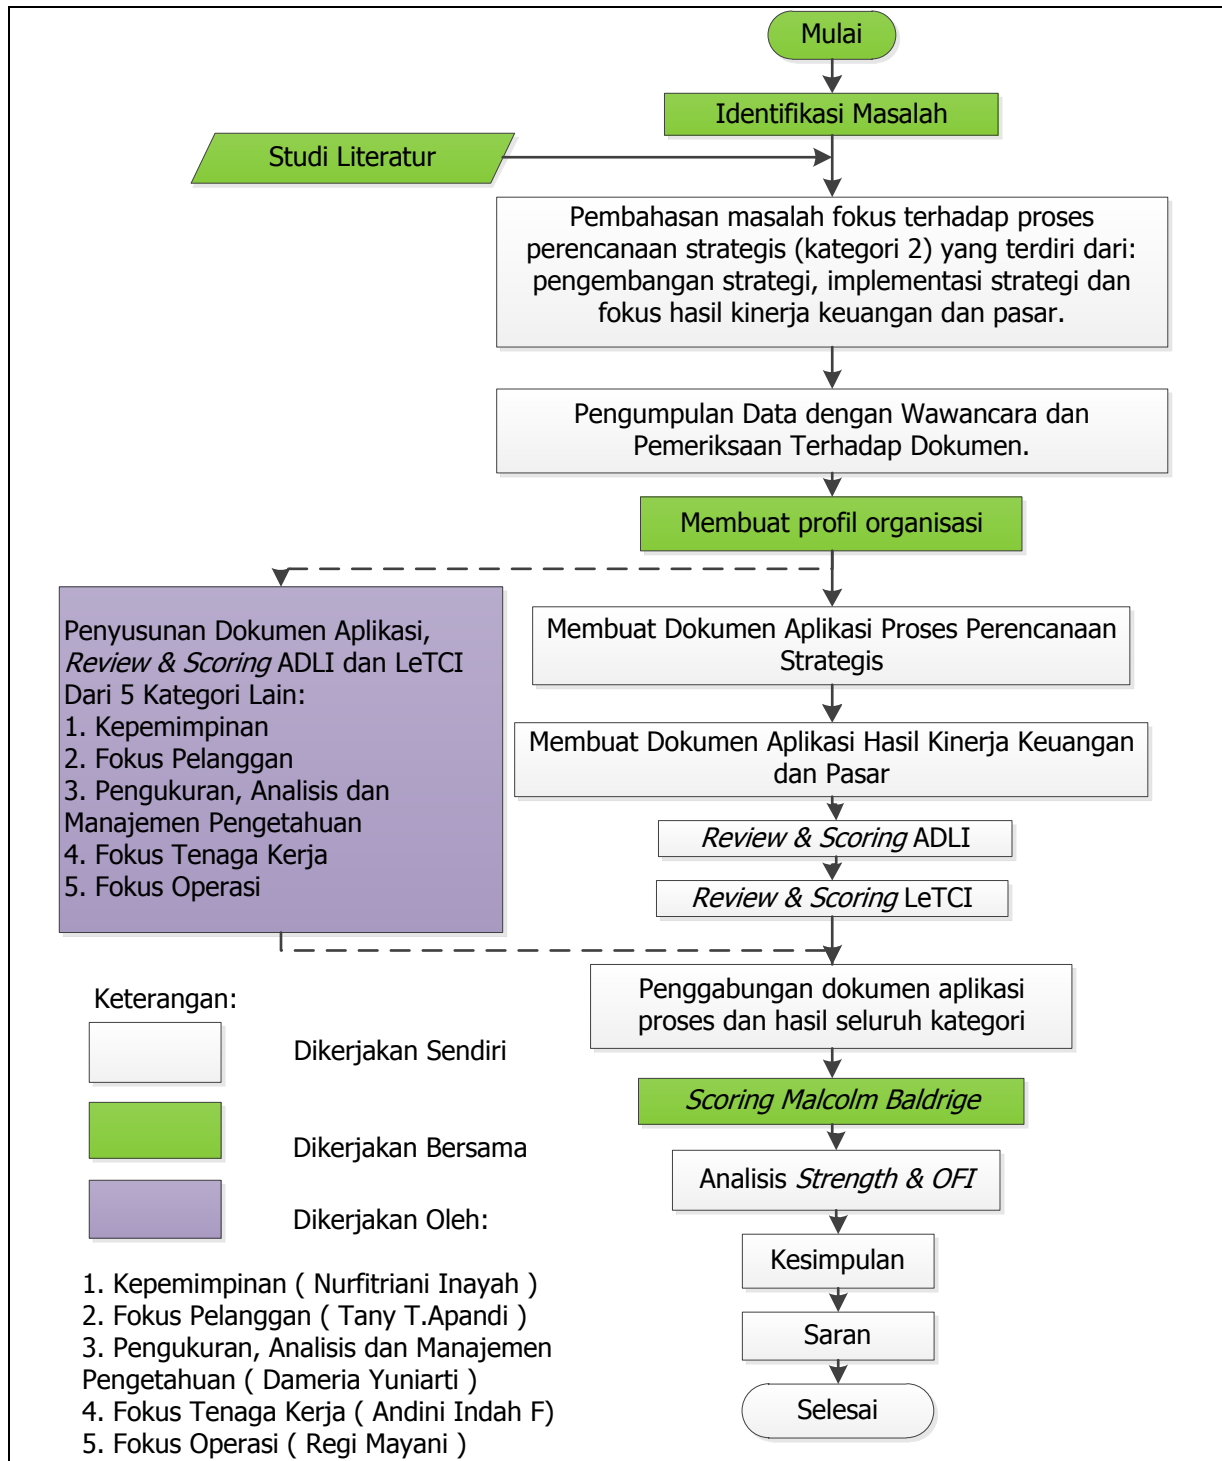 Mulai
Identifikasi Masalah
Studi Literatur
Pembahasan masalah fokus terhadap proses
perencanaan strategis (kategori 2) yang terdiri dari:
pengembangan strategi, implementasi strategi dan
fokus hasil kinerja keuangan dan pasar.
Pengumpulan Data dengan Wawancara dan
Pemeriksaan Terhadap Dokumen.
Membuat profil organisasi
Penyusunan Dokumen Aplikasi,
Review & Scoring ADLI dan LeTCI
Dari 5 Kategori Lain:
1. Kepemimpinan
2. Fokus Pelanggan
3. Pengukuran, Analisis dan
Manajemen Pengetahuan
4. Fokus Tenaga Kerja
5. Fokus Operasi
Membuat Dokumen Aplikasi Proses Perencanaan
Strategis
Membuat Dokumen Aplikasi Hasil Kinerja Keuangan
dan Pasar
Review & Scoring ADLI
Review & Scoring LeTCI
Penggabungan dokumen aplikasi
proses dan hasil seluruh kategori
Scoring Malcolm Baldrige
Analisis Strength & OFI
Kesimpulan
Saran
Selesai
Keterangan:
Dikerjakan Sendiri
Dikerjakan Bersama
Dikerjakan Oleh:
1. Kepemimpinan ( Nurfitriani Inayah )
2. Fokus Pelanggan ( Tany T.Apandi )
3. Pengukuran, Analisis dan Manajemen
Pengetahuan ( Dameria Yuniarti )
4. Fokus Tenaga Kerja ( Andini Indah F)
5. Fokus Operasi ( Regi Mayani )